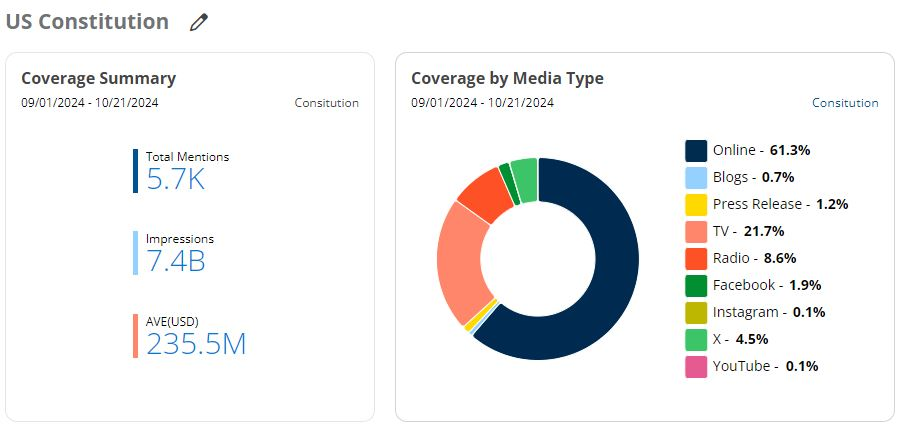 US Constitution
Coverage Summary
09/01/2024 - 10/21/2024
Consitution
Total Mentions
5.7K
Impressions
7.4B
AVE(USD)
235.5M
Coverage by Media Type
09/01/2024 - 10/21/2024
Consitution
Online - 61.3%
Blogs - 0.7%
Press Release - 1.2%
TV - 21.7%
Radio - 8.6%
Facebook - 1.9%
Instagram - 0.1%
X - 4.5%
YouTube - 0.1%